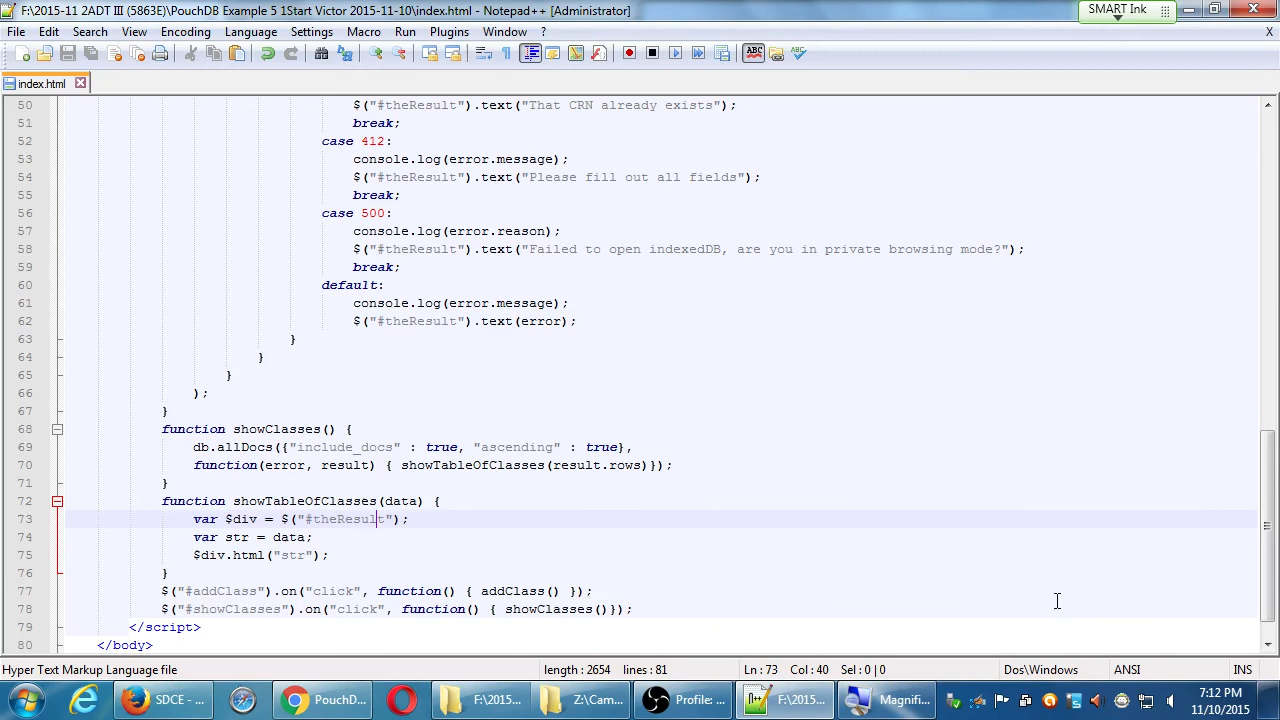 F:\2015-11 2ADT III (5863E)\PouchDB Example 5 1Start Victor 2015-11-10\index.html - Notepad++ [Administrator]
SMART Ink
File Edit Search View Encoding Language Settings Macro Run Plugins Window ? X
index.html
50 $("#theResult").text("That CRN already exists");
51 break;
52 case 412:
53 console.log(error.message);
54 $("#theResult").text("Please fill out all fields");
55 break;
56 case 500:
57 console.log(error.reason);
58 $("#theResult").text("Failed to open indexedDB, are you in private browsing mode?");
59 break;
60 default:
61 console.log(error.message);
62 $("#theResult").text(error);
63 }
64 }
65 }
66 );
67 }
68 function showClasses() {
69 db.allDocs({"include_docs" : true, "ascending" : true},
70 function(error, result) { showTableOfClasses(result.rows)});
71 }
72 function showTableOfClasses(data) {
73 var $div = $("#theResult");
74 var str = data;
75 $div.html("str");
76 }
77 $("#addClass").on("click", function() { addClass() });
78 $("#showClasses").on("click", function() { showClasses()});
79 </script>
80 </body>
Hyper Text Markup Language file length : 2654 lines : 81 Ln : 73 Col : 40 Sel : 0 | 0 Dos\Windows ANSI INS
SDCE - ... PouchD... F:\2015... Z:\Cam... Profile: ... F:\2015... Magnifi...
7:12 PM
11/10/2015